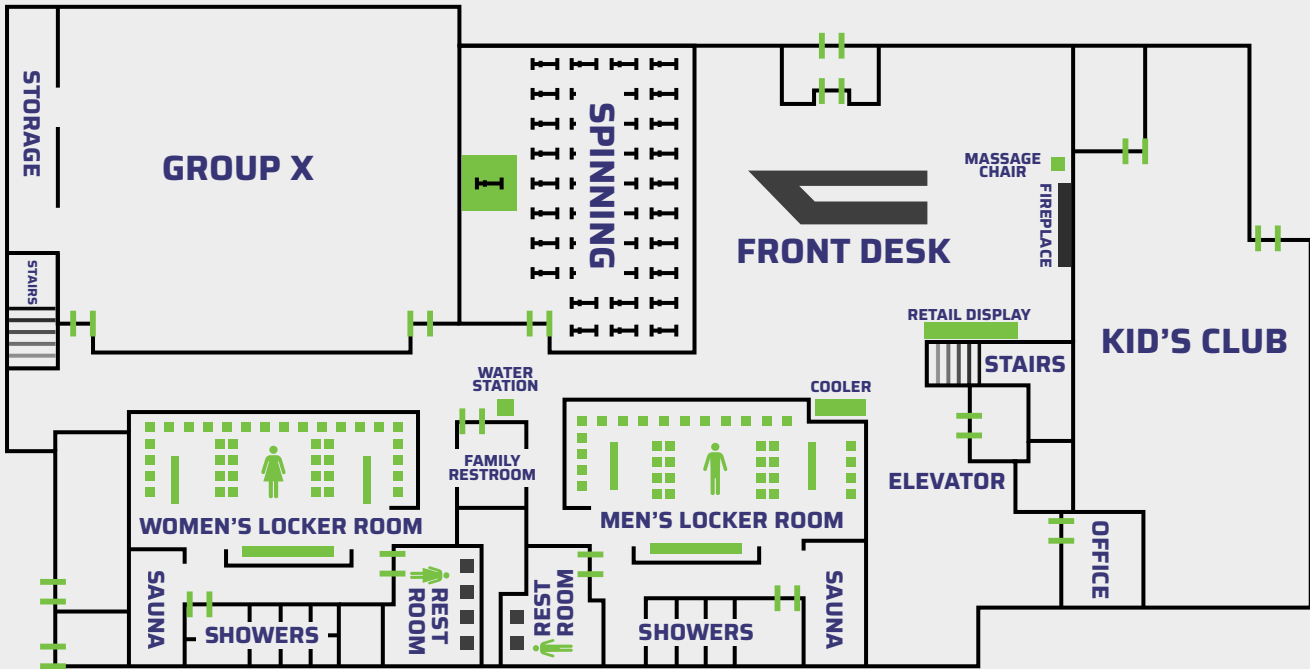 STORAGE
GROUP X
SPINNING
MASSAGE
CHAIR
FIREPLACE
FRONT DESK
STAIRS
RETAIL DISPLAY
STAIRS
KID'S CLUB
WATER
STATION
COOLER
FAMILY
RESTROOM
ELEVATOR
WOMEN'S LOCKER ROOM
MEN'S LOCKER ROOM
OFFICE
SAUNA
SHOWERS
REST
ROOM
REST
ROOM
SHOWERS
SAUNA